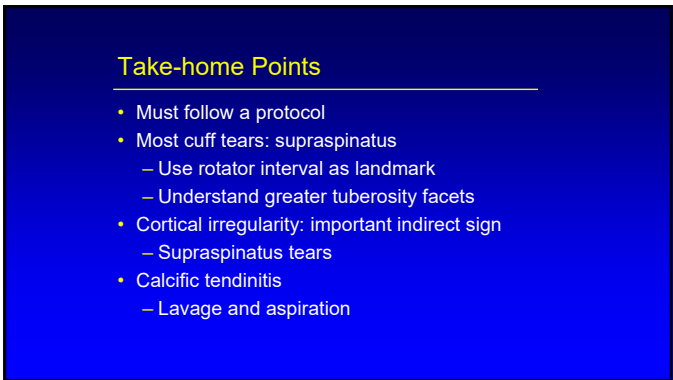 Take-home Points
• Must follow a protocol
• Most cuff tears: supraspinatus
– Use rotator interval as landmark
– Understand greater tuberosity facets
• Cortical irregularity: important indirect sign
– Supraspinatus tears
• Calcific tendinitis
– Lavage and aspiration